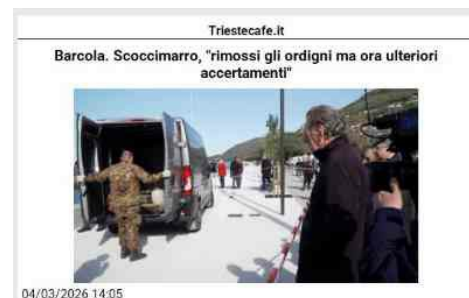 Triestecafe.it
Barcola. Scoccimarro, "rimossi gli ordigni ma ora ulteriori
accertamenti"
04/03/2026 14:05